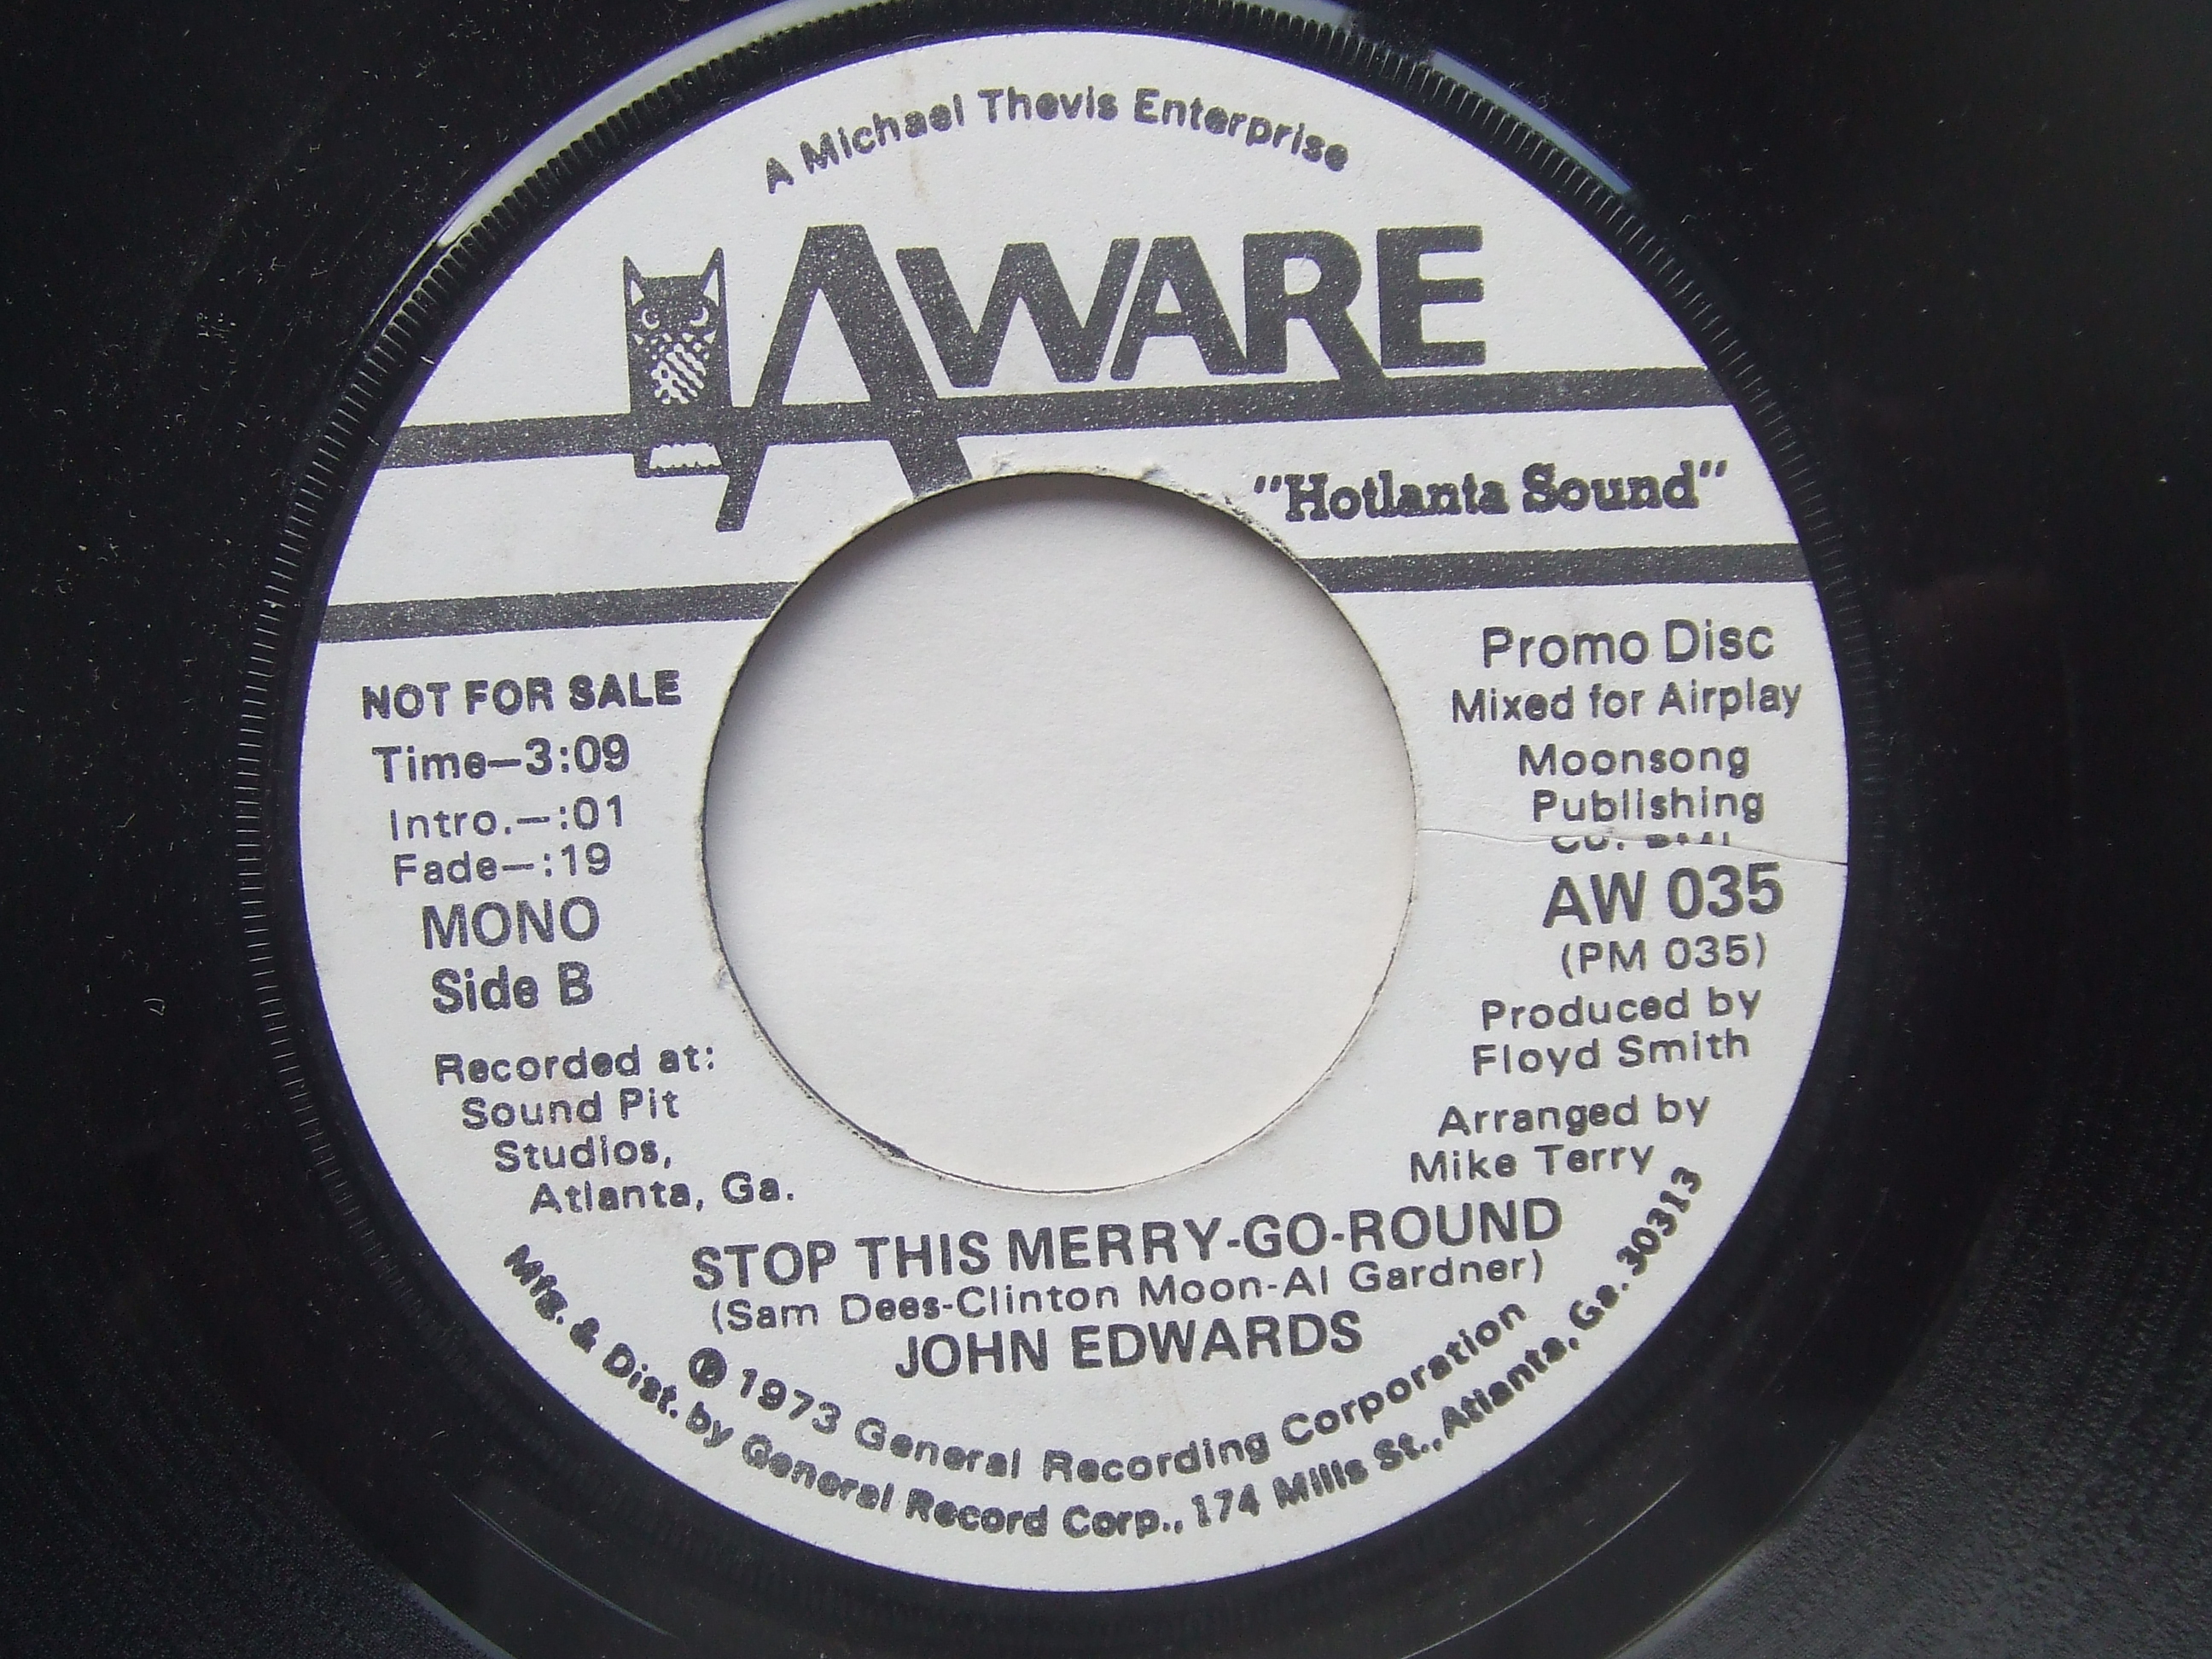 A Michael Thevis Enterprise
AWARE
"Hotlanta Sound"
NOT FOR SALE
Time—3:09
Intro.—:01
Fade—:19
MONO
Side B
Recorded at:
Sound Pit
Studios,
Atlanta, Ga.
Promo Disc
Mixed for Airplay
Moonsong
Publishing
Co. BMI
AW 035
(PM 035)
Produced by
Floyd Smith
Arranged by
Mike Terry
STOP THIS MERRY-GO-ROUND
(Sam Dees-Clinton Moon-Al Gardner)
JOHN EDWARDS
℗ 1973 General Recording Corporation
Mfg. & Dist. by General Record Corp., 174 Mills St., Atlanta, Ga. 30313